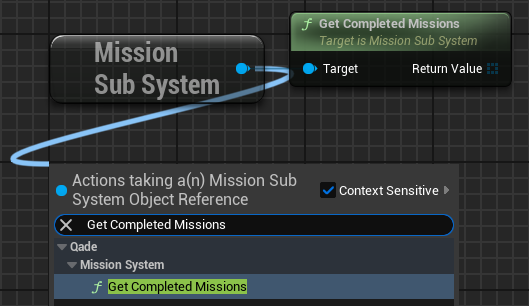 Get Completed Missions
Target is Mission Sub System
Mission
Sub System
Target
Return Value
Actions taking a(n) Mission Sub
System Object Reference
Context Sensitive
Get Completed Missions
Qade
Mission System
Get Completed Missions